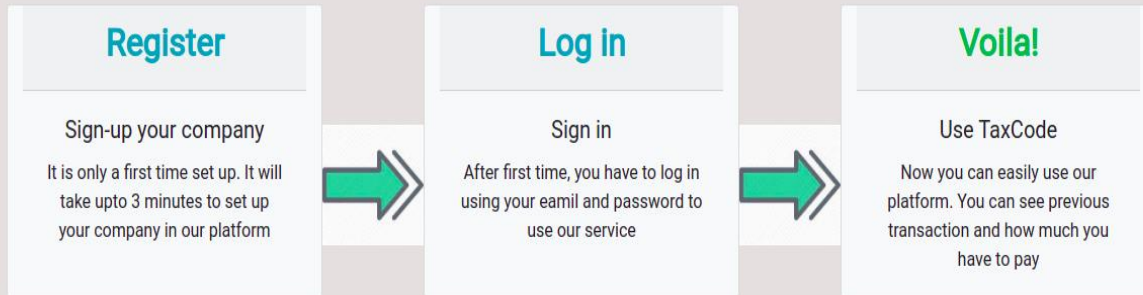 Register
Sign-up your company
It is only a first time set up. It will
take upto 3 minutes to set up
your company in our platform
Log in
Sign in
After first time, you have to log in
using your eamil and password to
use our service
Voila!
Use TaxCode
Now you can easily use our
platform. You can see previous
transaction and how much you
have to pay